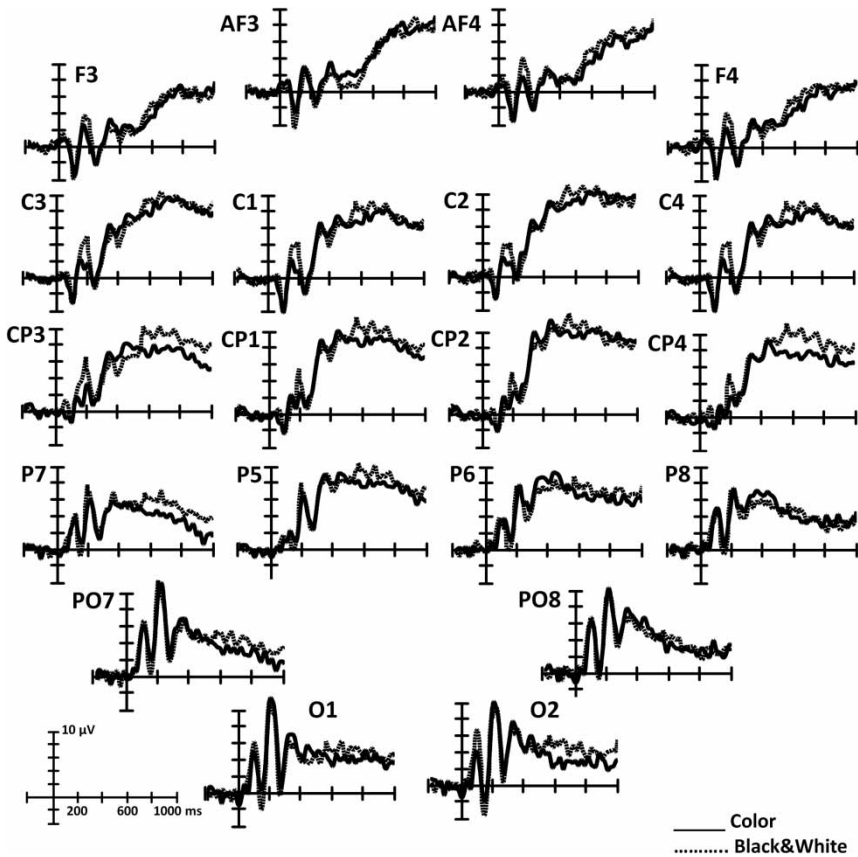 AF3 AF4
F3 F4
C3 C1 C2 C4
CP3 CP1 CP2 CP4
P7 P5 P6 P8
PO7 PO8
O1 O2
10 µV
200 600 1000 ms
Color
Black&White